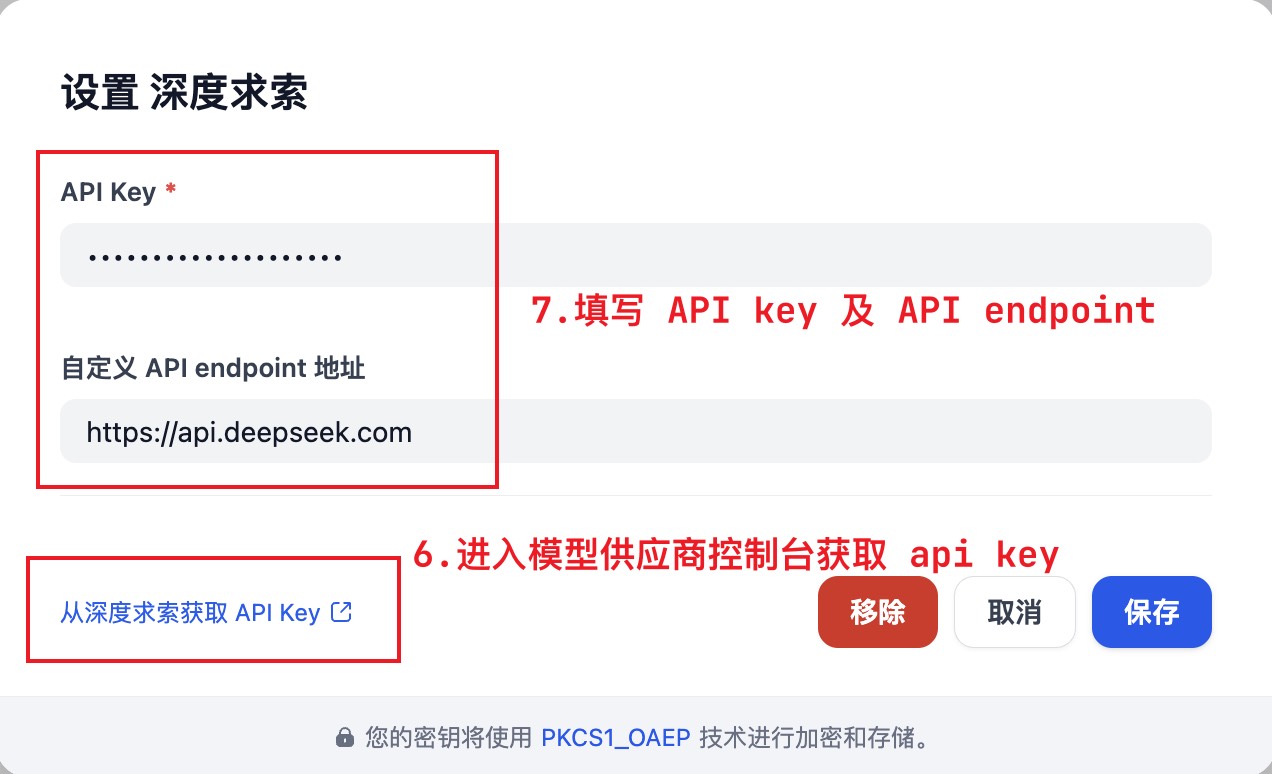 设置 深度求索
API Key *
••••••••••••••••••••
7.填写 API key 及 API endpoint
自定义 API endpoint 地址
https://api.deepseek.com
6.进入模型供应商控制台获取 api key
从深度求索获取 API Key
移除
取消
保存
您的密钥将使用 PKCS1_OAEP 技术进行加密和存储。